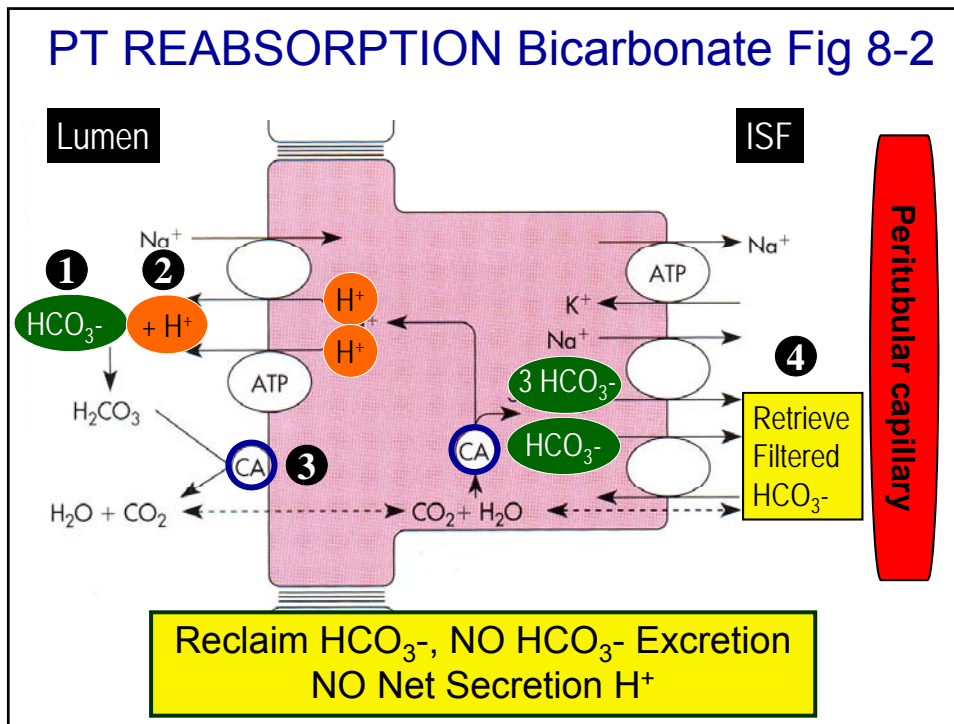 PT REABSORPTION Bicarbonate Fig 8-2
Lumen
ISF
Peritubular capillary
Na⁺
Na⁺
ATP
1
2
HCO₃-
+ H⁺
H⁺
H⁺
K⁺
Na⁺
4
ATP
3 HCO₃-
H₂CO₃
HCO₃-
Retrieve
Filtered
HCO₃-
CA
3
CA
H₂O + CO₂
CO₂ + H₂O
Reclaim HCO₃-, NO HCO₃- Excretion
NO Net Secretion H⁺